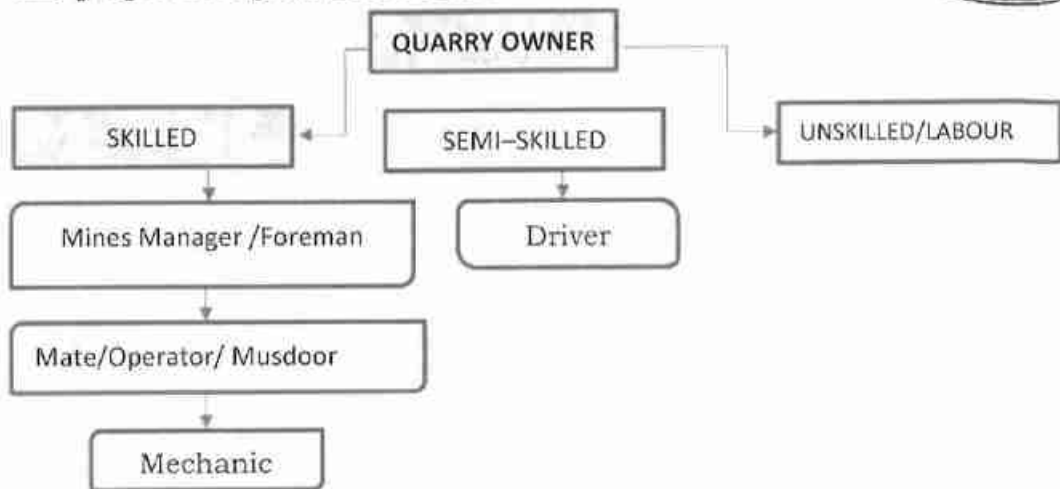 QUARRY OWNER
SKILLED
SEMI–SKILLED
UNSKILLED/LABOUR
Mines Manager /Foreman
Driver
Mate/Operator/ Musdoor
Mechanic